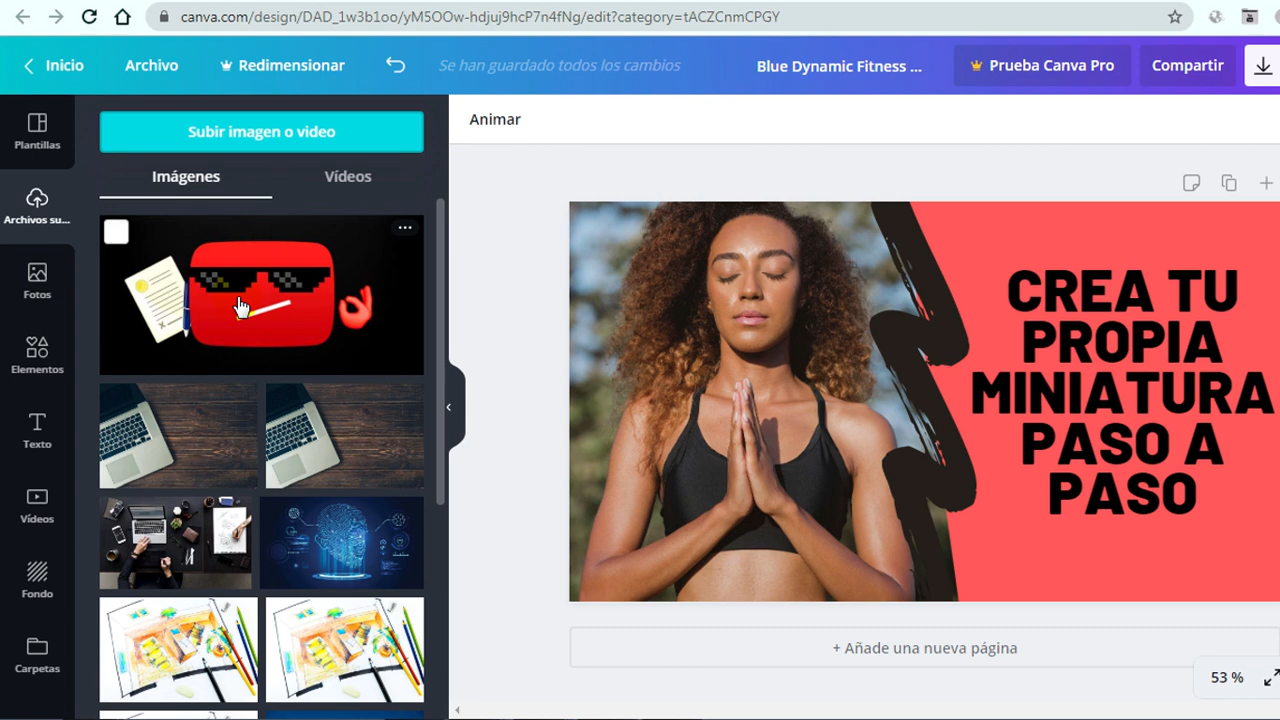 canva.com/design/DAD_1w3b1oo/yM5OOw-hdjuj9hcP7n4fNg/edit?category=tACZCnmCPGY
Inicio
Archivo
Redimensionar
Se han guardado todos los cambios
Blue Dynamic Fitness ...
Prueba Canva Pro
Compartir
Plantillas
Archivos su...
Fotos
Elementos
Texto
Vídeos
Fondo
Carpetas
Subir imagen o video
Imágenes
Vídeos
Animar
CREA TU
PROPIA
MINIATURA
PASO A
PASO
+ Añade una nueva página
53 %